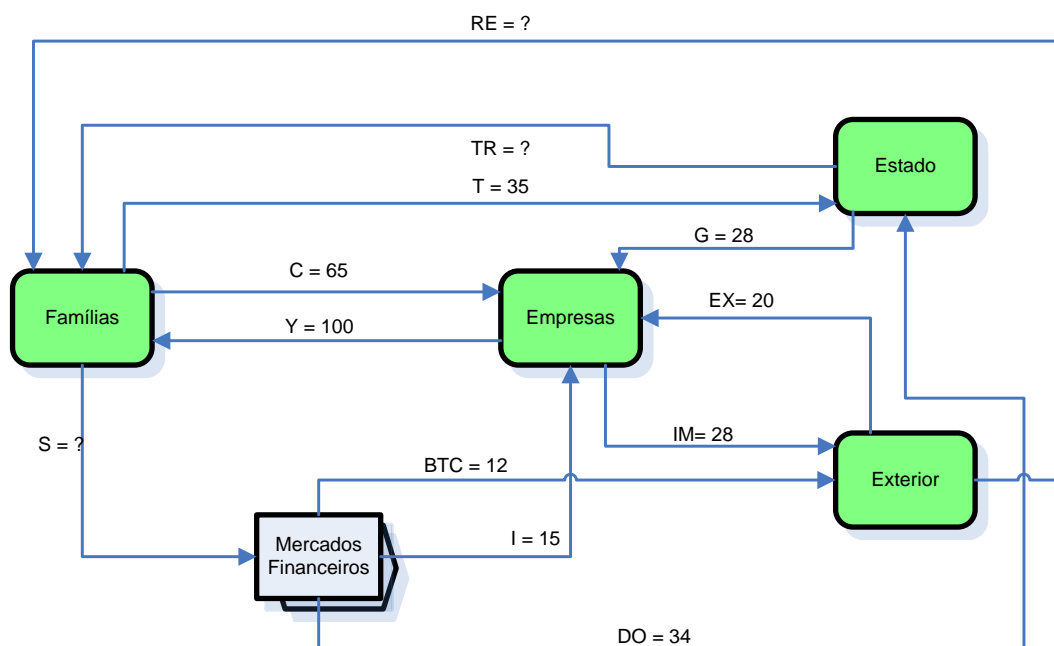 RE = ?
TR = ?
Estado
T = 35
G = 28
C = 65
EX= 20
Famílias
Empresas
Y = 100
S = ?
IM= 28
BTC = 12
Exterior
I = 15
Mercados
Financeiros
DO = 34